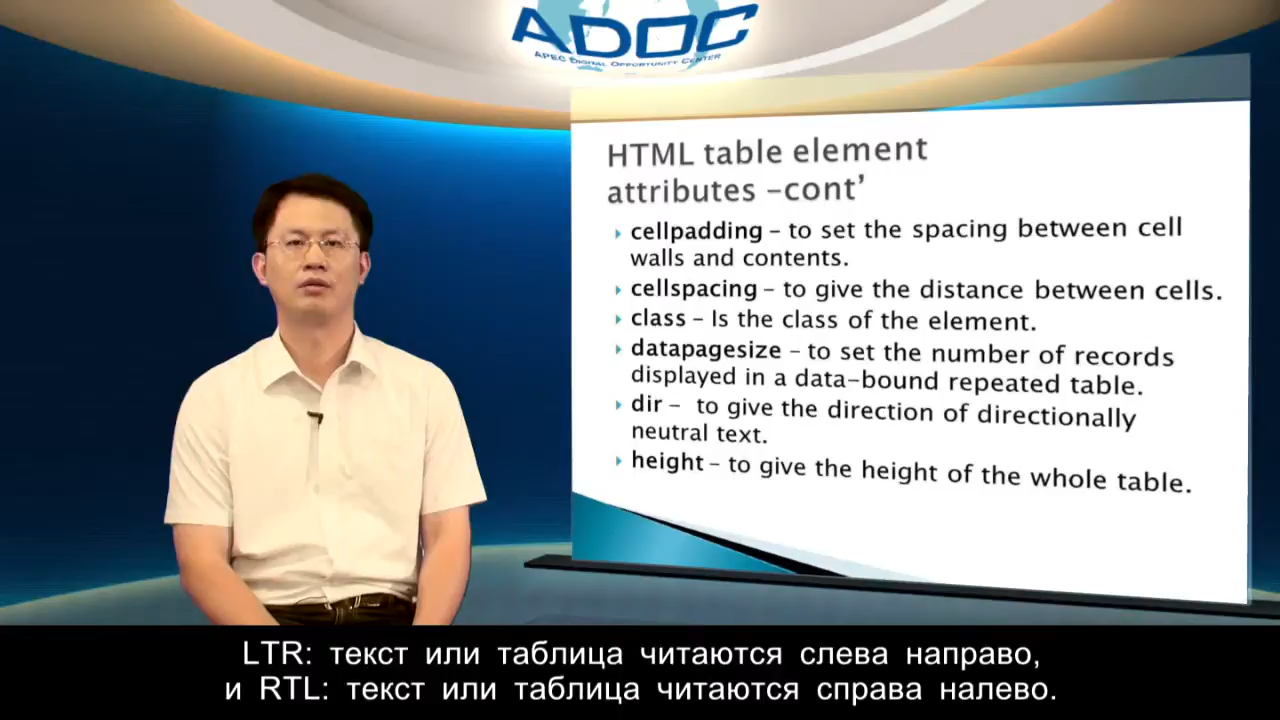 ADOC
APEC DIGITAL OPPORTUNITY CENTER
HTML table element
attributes –cont’
cellpadding – to set the spacing between cell
walls and contents.
cellspacing – to give the distance between cells.
class – Is the class of the element.
datapagesize – to set the number of records
displayed in a data-bound repeated table.
dir – to give the direction of directionally
neutral text.
height – to give the height of the whole table.
LTR: текст или таблица читаются слева направо,
и RTL: текст или таблица читаются справа налево.